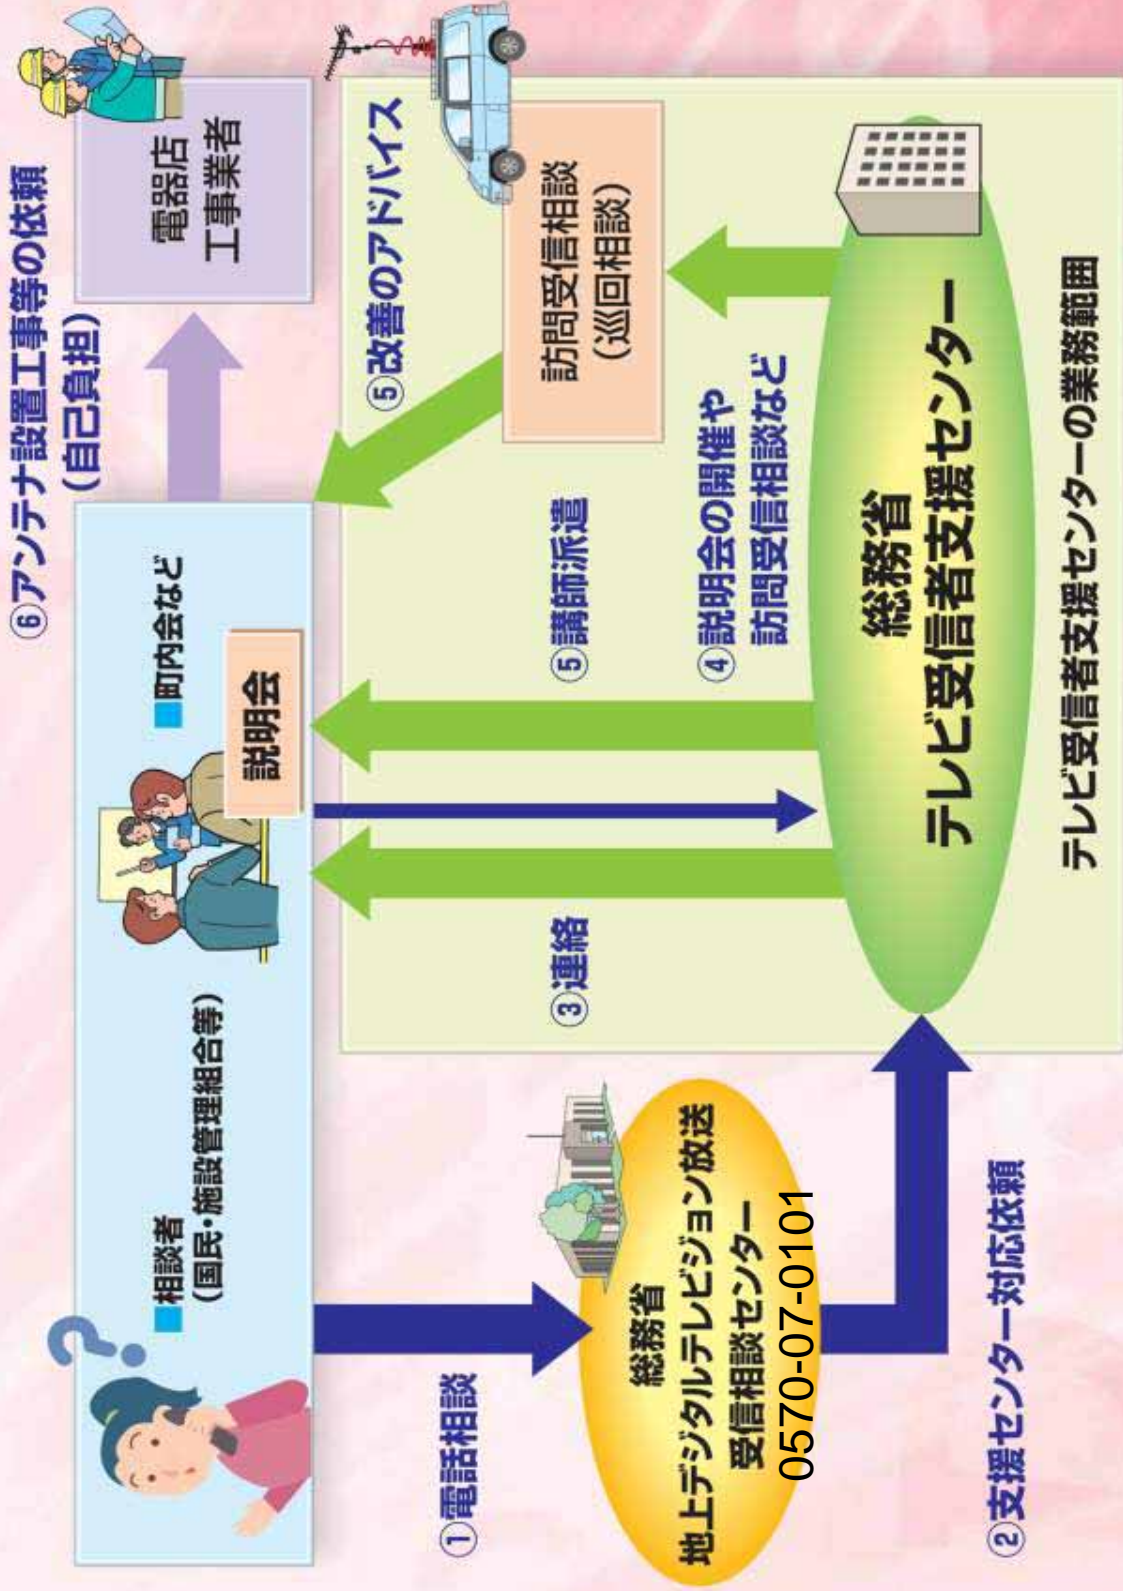 ■相談者
(国民・施設管理組合等)
■町内会など
説明会
⑥アンテナ設置工事等の依頼
(自己負担)
電器店
工事業者
①電話相談
総務省
地上デジタルテレビジョン放送
受信相談センター
0570-07-0101
②支援センター対応依頼
③連絡
⑤講師派遣
④説明会の開催や
訪問受信相談など
⑤改善のアドバイス
訪問受信相談
(巡回相談)
総務省
テレビ受信者支援センター
テレビ受信者支援センターの業務範囲